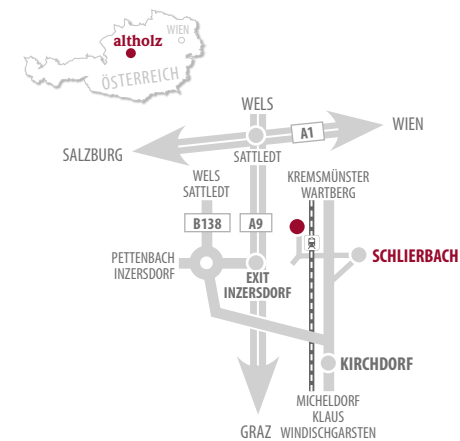 WIEN
altholz
ÖSTERREICH
WELS
A1
WIEN
SALZBURG
SATTLEDT
WELS
SATTLEDT
KREMSMÜNSTER
WARTBERG
B138
A9
PETTENBACH
INZERSDORF
SCHLIERBACH
EXIT
INZERSDORF
KIRCHDORF
MICHELDORF
KLAUS
GRAZ
WINDISCHGARSTEN